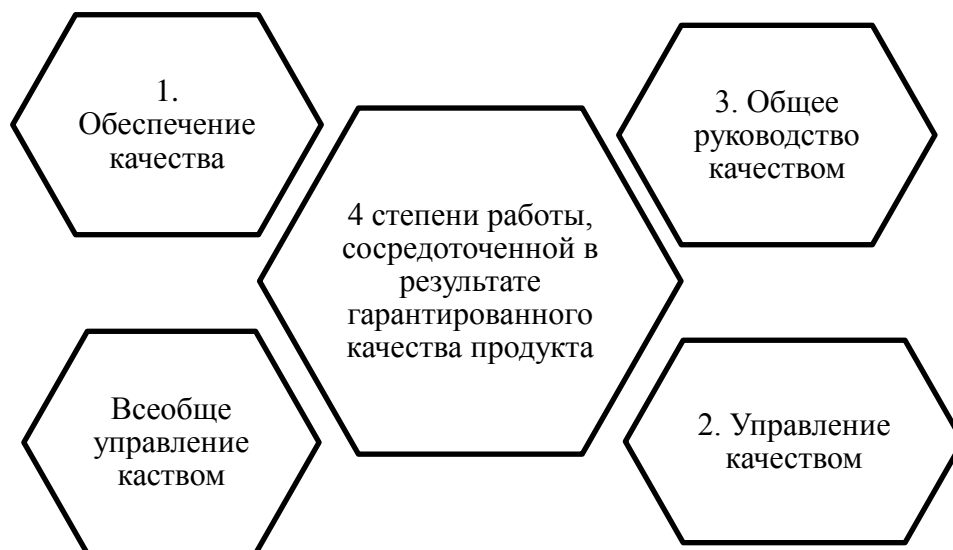 1.
Обеспечение
качества
3. Общее
руководство
качеством
4 степени работы,
сосредоточенной в
результате
гарантированного
качества продукта
Всеобще
управление
каством
2. Управление
качеством